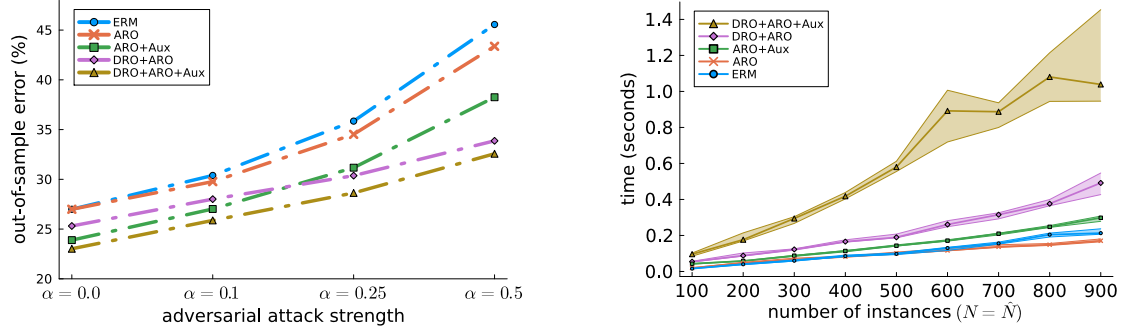 out-of-sample error (%)
45
40
35
30
25
20
ERM
ARO
ARO+Aux
DRO+ARO
DRO+ARO+Aux
α = 0.0
α = 0.1
α = 0.25
α = 0.5
adversarial attack strength
time (seconds)
1.4
1.2
1.0
0.8
0.6
0.4
0.2
0.0
DRO+ARO+Aux
DRO+ARO
ARO+Aux
ARO
ERM
100 200 300 400 500 600 700 800 900
number of instances (N = N̂)